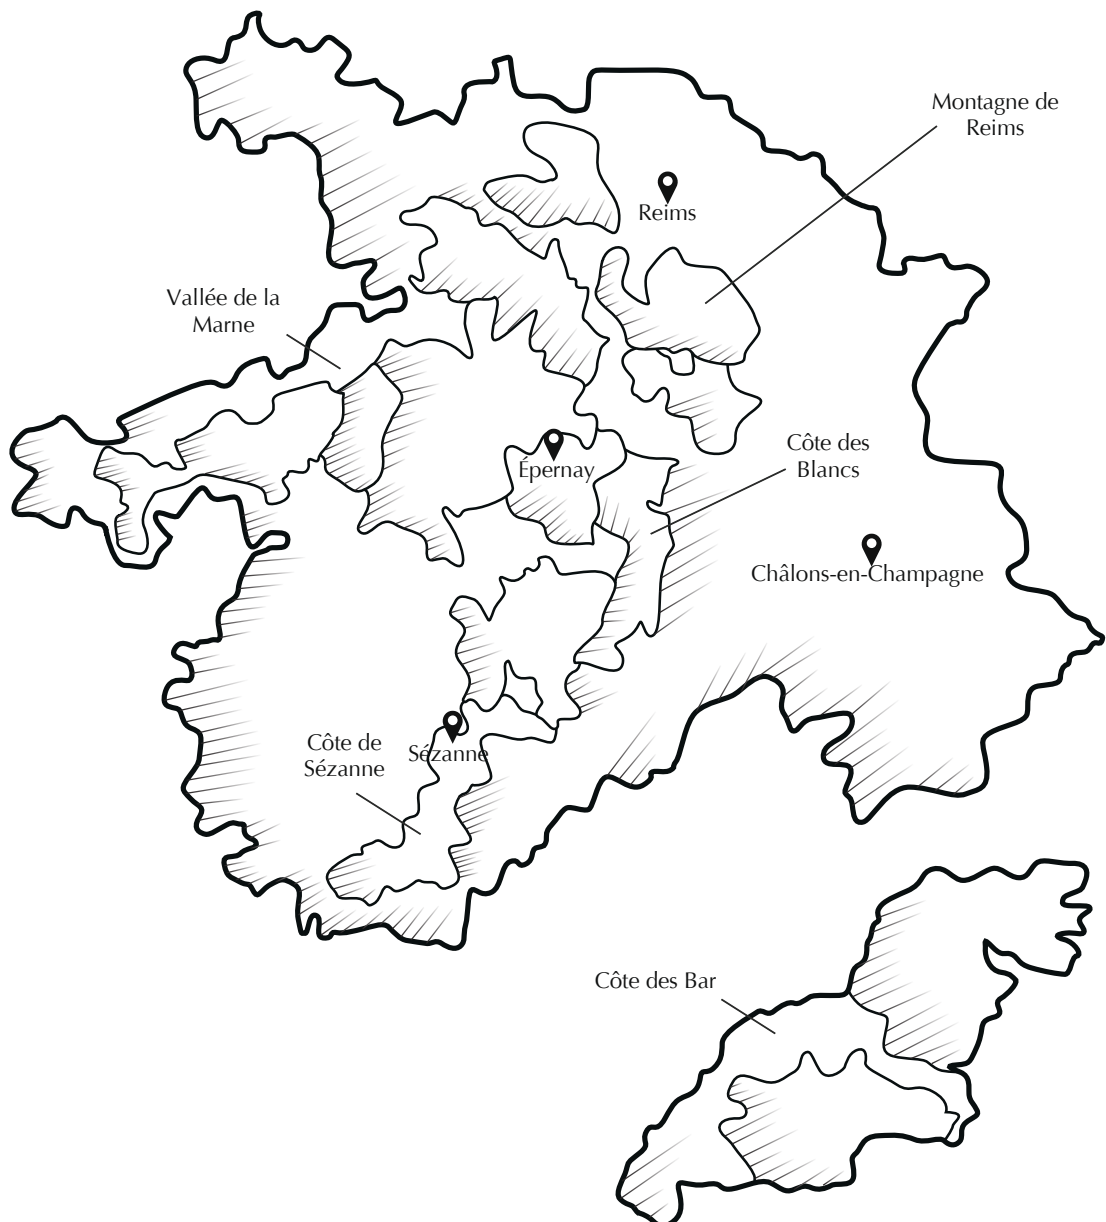 Montagne de
Reims
Reims
Vallée de la
Marne
Côte des
Blancs
Épernay
Châlons-en-Champagne
Côte de
Sézanne
Sézanne
Côte des Bar